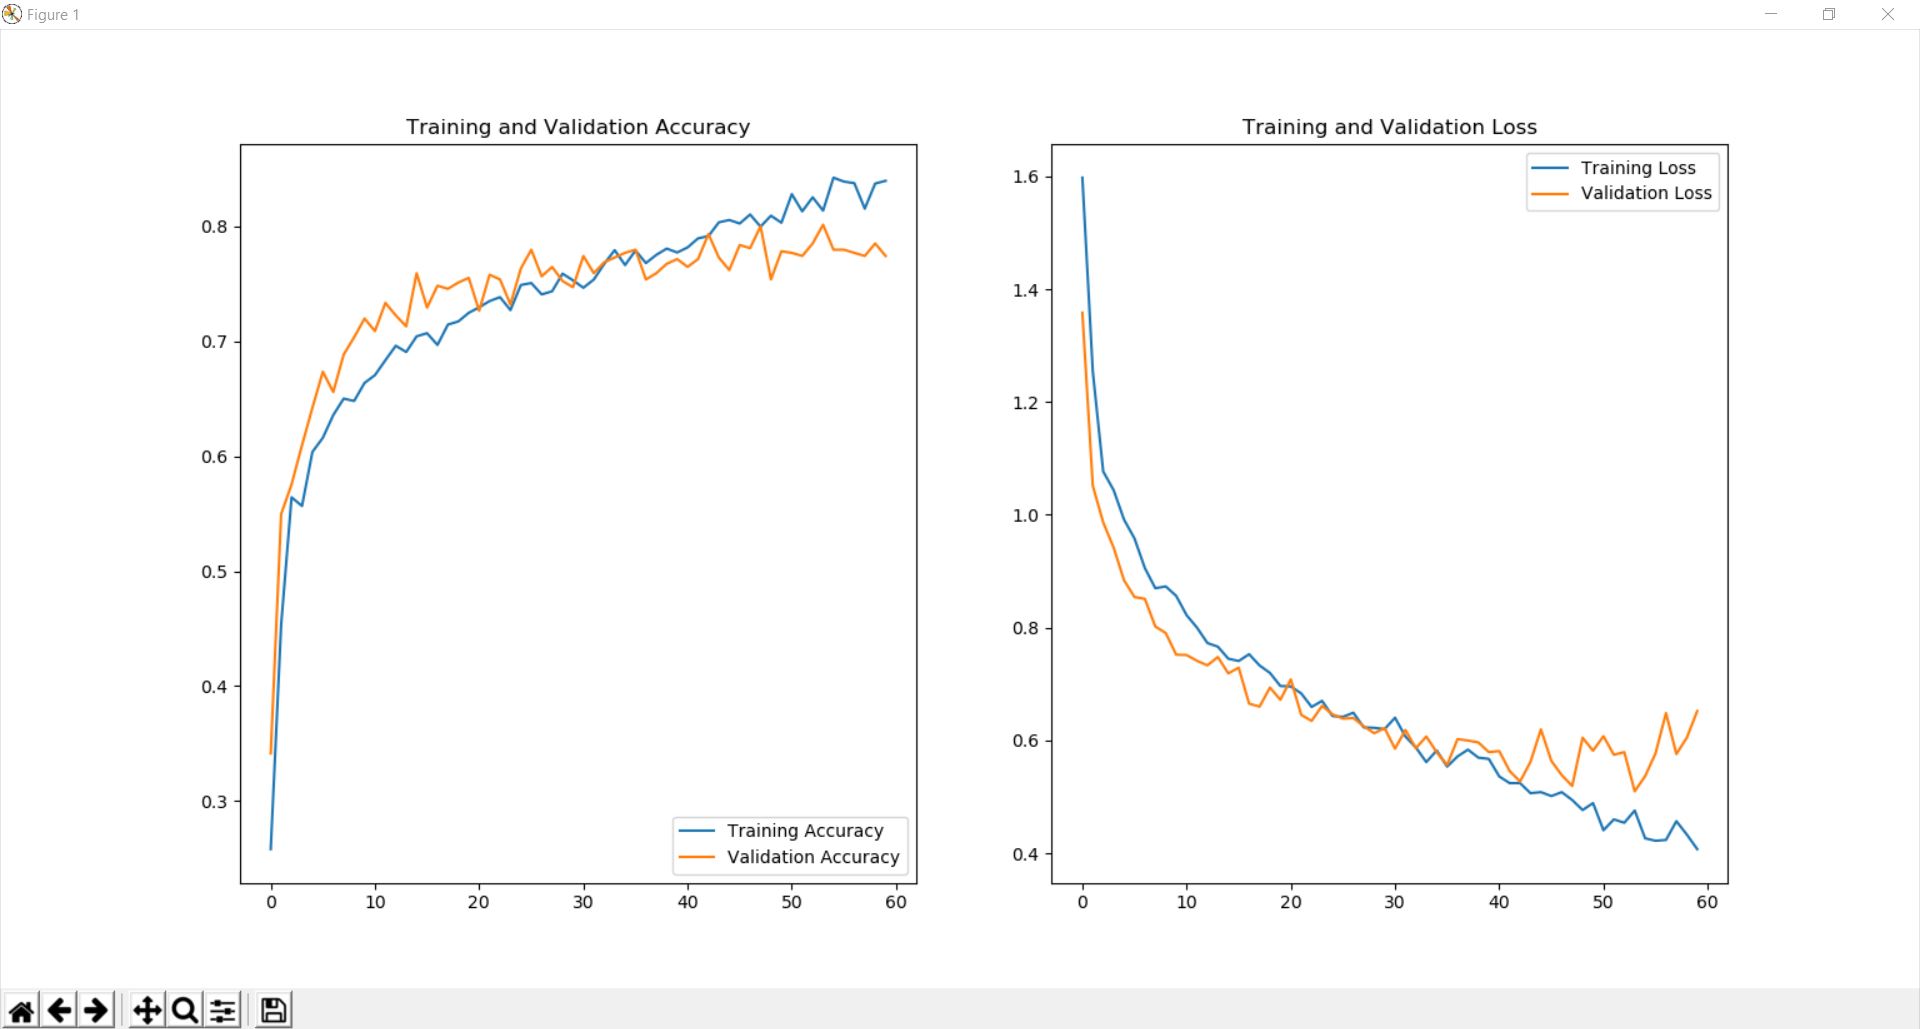 Figure 1
Training and Validation Accuracy
0.8
0.7
0.6
0.5
0.4
0.3
Training Accuracy
Validation Accuracy
0 10 20 30 40 50 60
Training and Validation Loss
1.6
1.4
1.2
1.0
0.8
0.6
0.4
Training Loss
Validation Loss
0 10 20 30 40 50 60